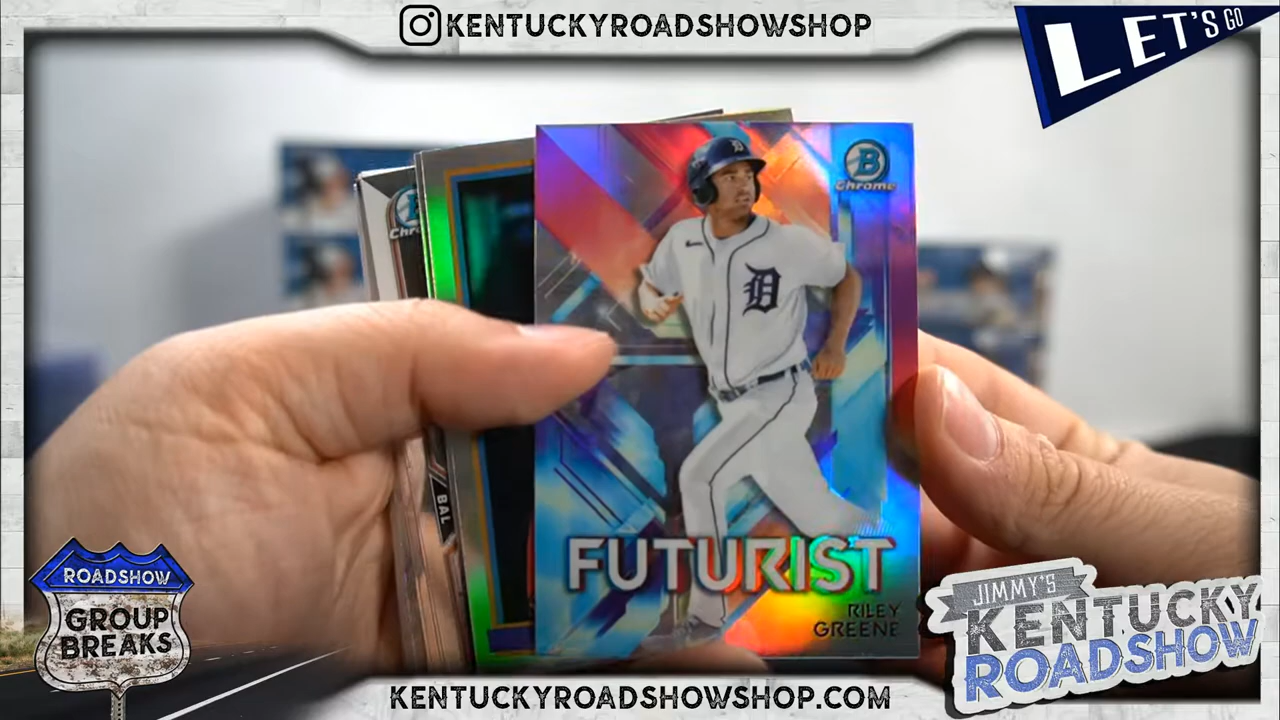 KENTUCKYROADSHOWSHOP
LET'S GO
B
Chrome
D
FUTURIST
RILEY
GREENE
BAL
ROADSHOW
GROUP
BREAKS
JIMMY'S
KENTUCKY
ROADSHOW
KENTUCKYROADSHOWSHOP.COM